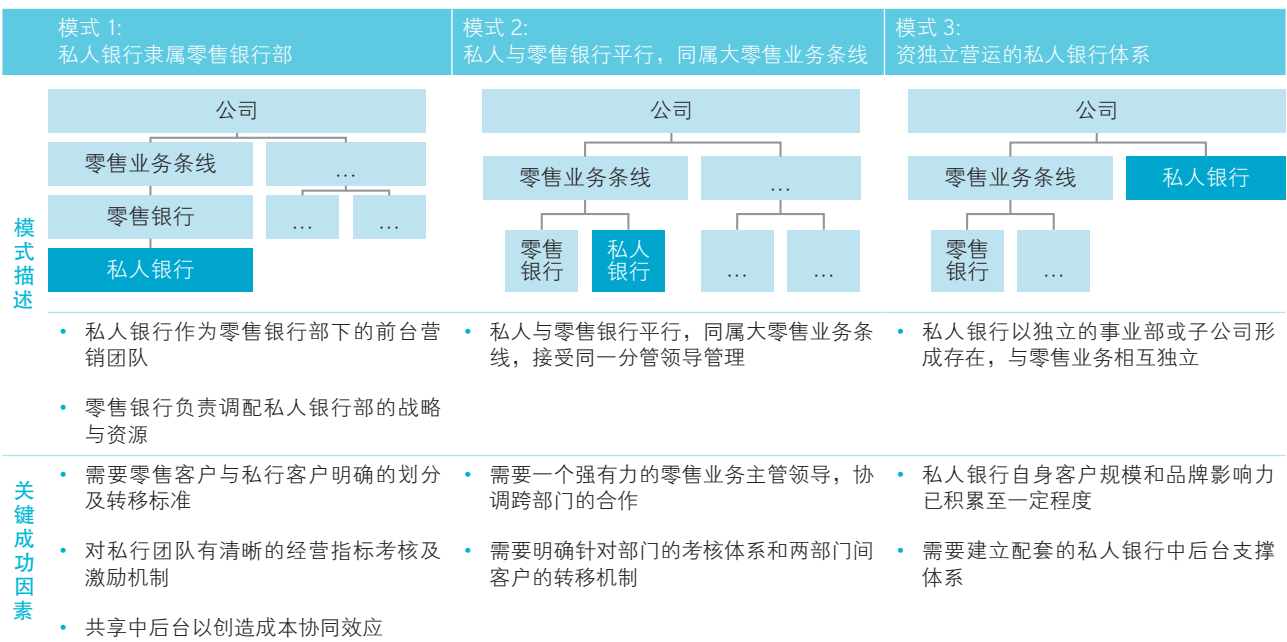 模式 1:
私人银行隶属零售银行部
模式 2:
私人与零售银行平行，同属大零售业务条线
模式 3:
资独立营运的私人银行体系
模式描述
公司
零售业务条线
…
零售银行
…
…
私人银行
公司
零售业务条线
…
零售
银行
私人
银行
…
…
公司
零售业务条线
私人银行
零售
银行
…
• 私人银行作为零售银行部下的前台营
销团队
• 零售银行负责调配私人银行部的战略
与资源
• 私人与零售银行平行，同属大零售业务条
线，接受同一分管领导管理
• 私人银行以独立的事业部或子公司形
成存在，与零售业务相互独立
关键成功因素
• 需要零售客户与私行客户明确的划分
及转移标准
• 对私行团队有清晰的经营指标考核及
激励机制
• 共享中后台以创造成本协同效应
• 需要一个强有力的零售业务主管领导，协
调跨部门的合作
• 需要明确针对部门的考核体系和两部门间
客户的转移机制
• 私人银行自身客户规模和品牌影响力
已积累至一定程度
• 需要建立配套的私人银行中后台支撑
体系